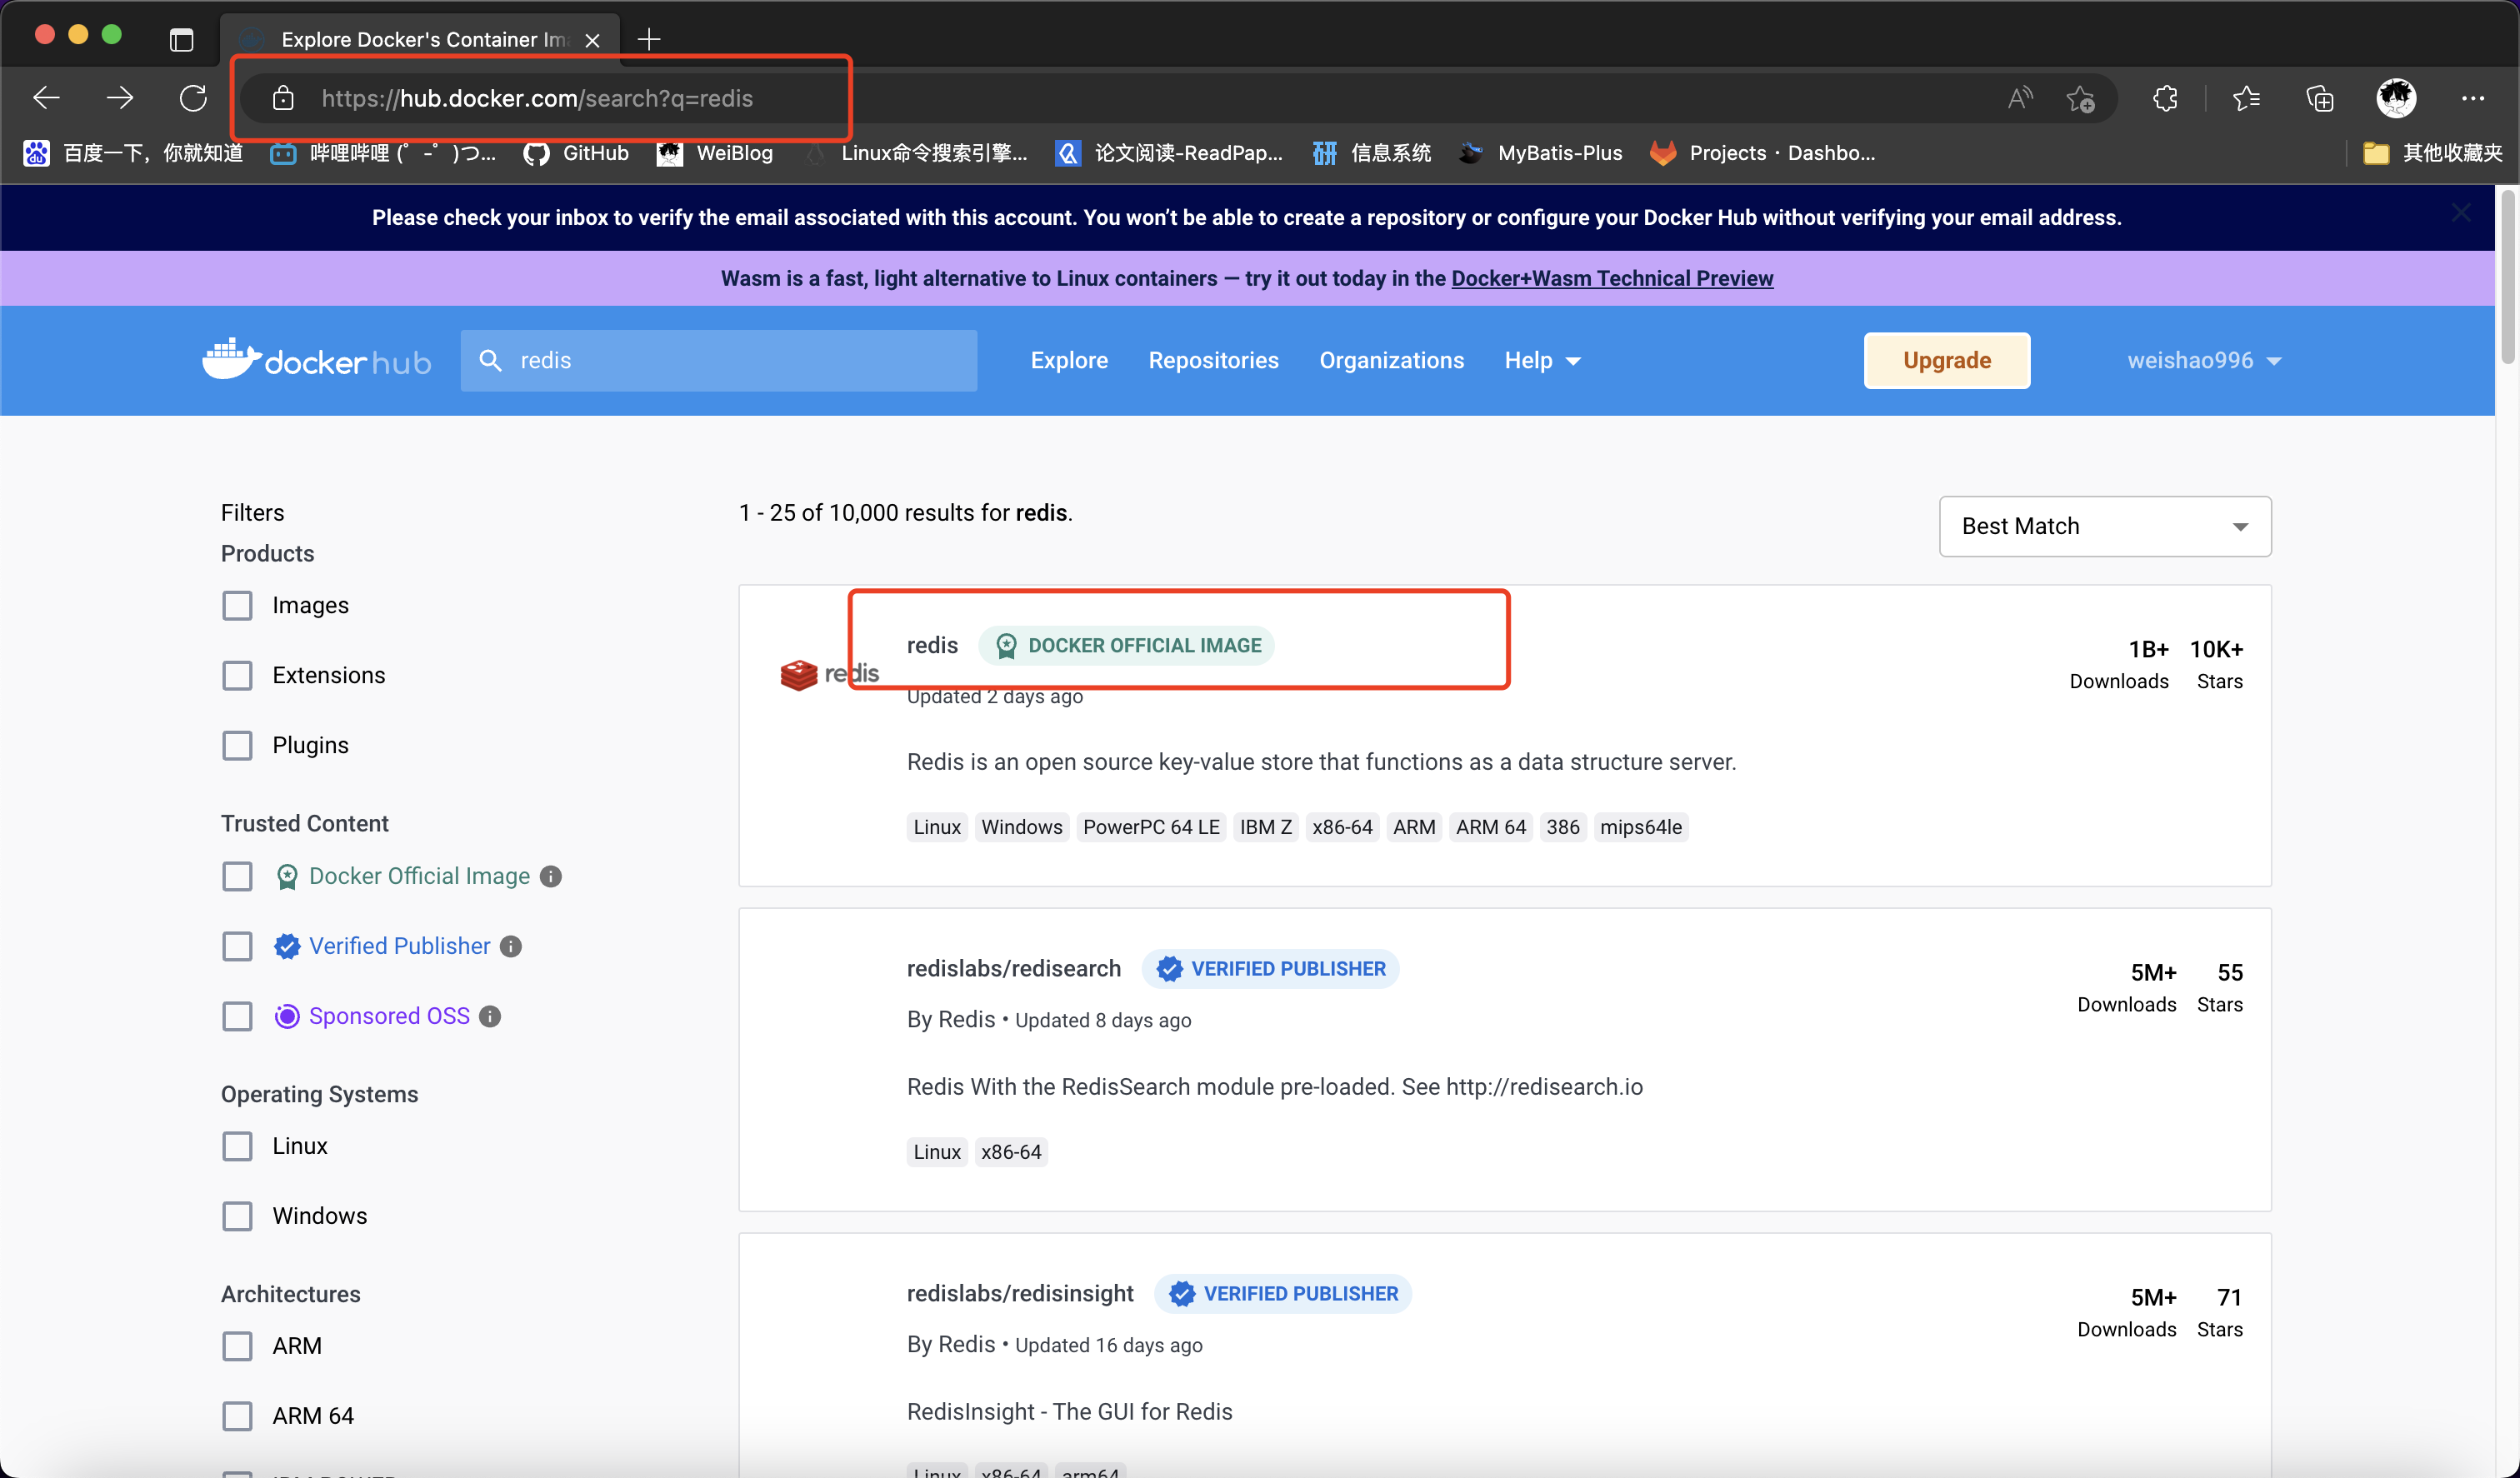 Explore Docker's Container Im
https://hub.docker.com/search?q=redis
百度一下，你就知道 哔哩哔哩 (゜-゜)つ... GitHub WeiBlog Linux命令搜索引擎... 论文阅读-ReadPap... 信息系统 MyBatis-Plus Projects · Dashbo... 其他收藏夹
Please check your inbox to verify the email associated with this account. You won’t be able to create a repository or configure your Docker Hub without verifying your email address.
Wasm is a fast, light alternative to Linux containers — try it out today in the Docker+Wasm Technical Preview
docker hub redis Explore Repositories Organizations Help Upgrade weishao996
Filters
Products
Images
Extensions
Plugins
Trusted Content
Docker Official Image
Verified Publisher
Sponsored OSS
Operating Systems
Linux
Windows
Architectures
ARM
ARM 64
1 - 25 of 10,000 results for redis.
Best Match
redis
redis DOCKER OFFICIAL IMAGE
Updated 2 days ago
Redis is an open source key-value store that functions as a data structure server.
Linux Windows PowerPC 64 LE IBM Z x86-64 ARM ARM 64 386 mips64le
1B+ 10K+
Downloads Stars
redislabs/redisearch VERIFIED PUBLISHER
By Redis • Updated 8 days ago
Redis With the RedisSearch module pre-loaded. See http://redisearch.io
Linux x86-64
5M+ 55
Downloads Stars
redislabs/redisinsight VERIFIED PUBLISHER
By Redis • Updated 16 days ago
RedisInsight - The GUI for Redis
Linux x86-64 arm64
5M+ 71
Downloads Stars